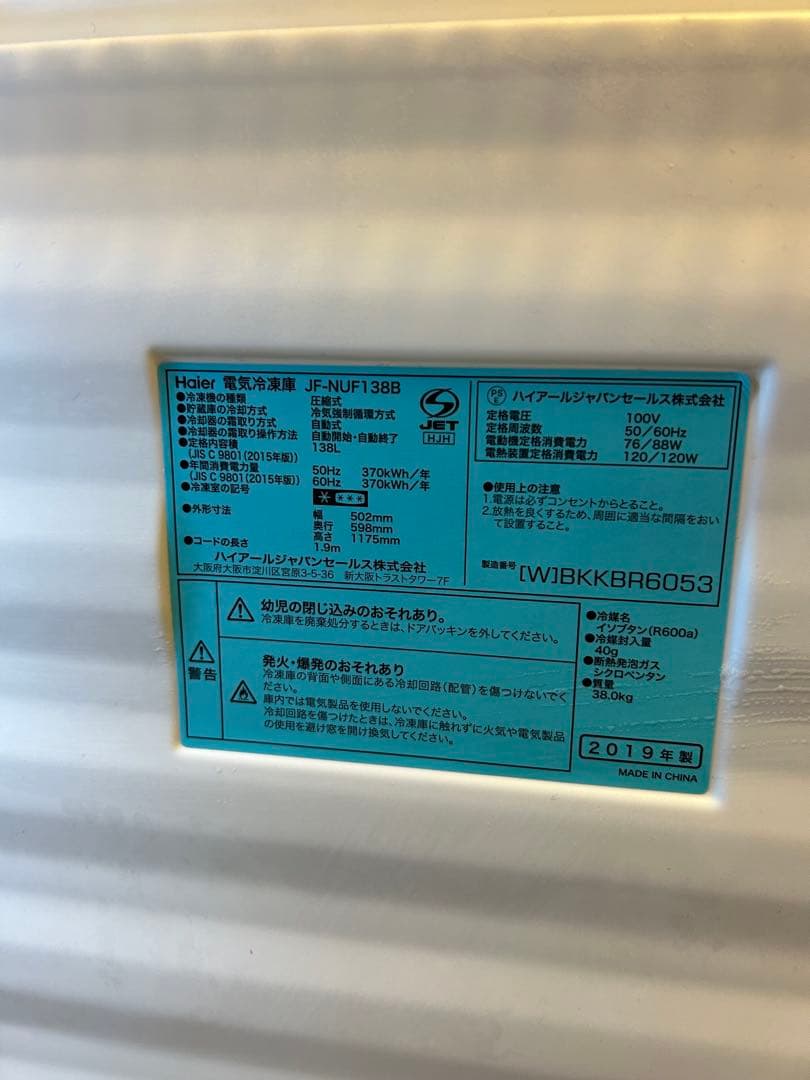 Haier 電気冷凍庫 JF-NUF138B
●冷凍機の種類 圧縮式
●貯蔵庫の冷却方式 冷気強制循環方式
●冷却器の霜取り方式 自動式
●冷却器の霜取り操作方法 自動開始・自動終了
●定格内容積 138L
(JIS C 9801(2015年版))
●年間消費電力量 50Hz 370kWh/年
(JIS C 9801(2015年版)) 60Hz 370kWh/年
●冷凍室の記号 * ***
●外形寸法 幅 502mm
奥行 598mm
高さ 1175mm
●コードの長さ 1.9m
ハイアールジャパンセールス株式会社
大阪府大阪市淀川区宮原3-5-36 新大阪トラストタワー7F
JET
HJH
PSE ハイアールジャパンセールス株式会社
定格電圧 100V
定格周波数 50/60Hz
電動機定格消費電力 76/88W
電熱装置定格消費電力 120/120W
●使用上の注意
1.電源は必ずコンセントからとること。
2.放熱を良くするため、周囲に適当な間隔をおい
て設置すること。
製造番号 [W]BKKBR6053
警告
幼児の閉じ込みのおそれあり。
冷凍庫を廃棄処分するときは、ドアパッキンを外してください。
発火・爆発のおそれあり
冷凍庫の背面や側面にある冷却回路(配管)を傷つけないでく
ださい。
庫内では電気製品を使用しないでください。
冷却回路を傷つけたときは、冷凍庫に触れずに火気や電気製品
の使用を避け窓を開け換気してください。
●冷媒名
イソブタン(R600a)
●冷媒封入量
40g
●断熱発泡ガス
シクロペンタン
●質量
38.0kg
2019年製
MADE IN CHINA